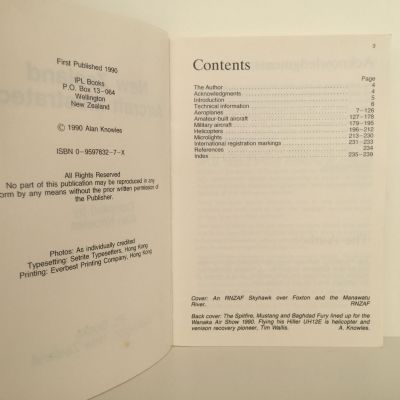 First Published 1990
IPL Books
P.O. Box 13-064
Wellington
New Zealand
© 1990 Alan Knowles
ISBN 0-9597832-7-X
All Rights Reserved
No part of this publication may be reproduced in any
form by any means without the prior written permission of
the Publisher.
Photos: As individually credited
Typesetting: Setrite Typesetters, Hong Kong
Printing: Everbest Printing Company, Hong Kong
3
Contents
Page
The Author 4
Acknowledgments 4
Introduction 5
Technical information 6
Aeroplanes 7-126
Amateur-built aircraft 127-178
Military aircraft 179-195
Helicopters 196-212
Microlights 213-230
International registration markings 231-233
References 234
Index 235-239
Cover: An RNZAF Skyhawk over Foxton and the Manawatu
River. RNZAF
Back cover: The Spitfire, Mustang and Baghdad Fury lined up for the
Wanaka Air Show 1990. Flying his Hiller UH12E is helicopter and
venison recovery pioneer, Tim Wallis. A. Knowles.